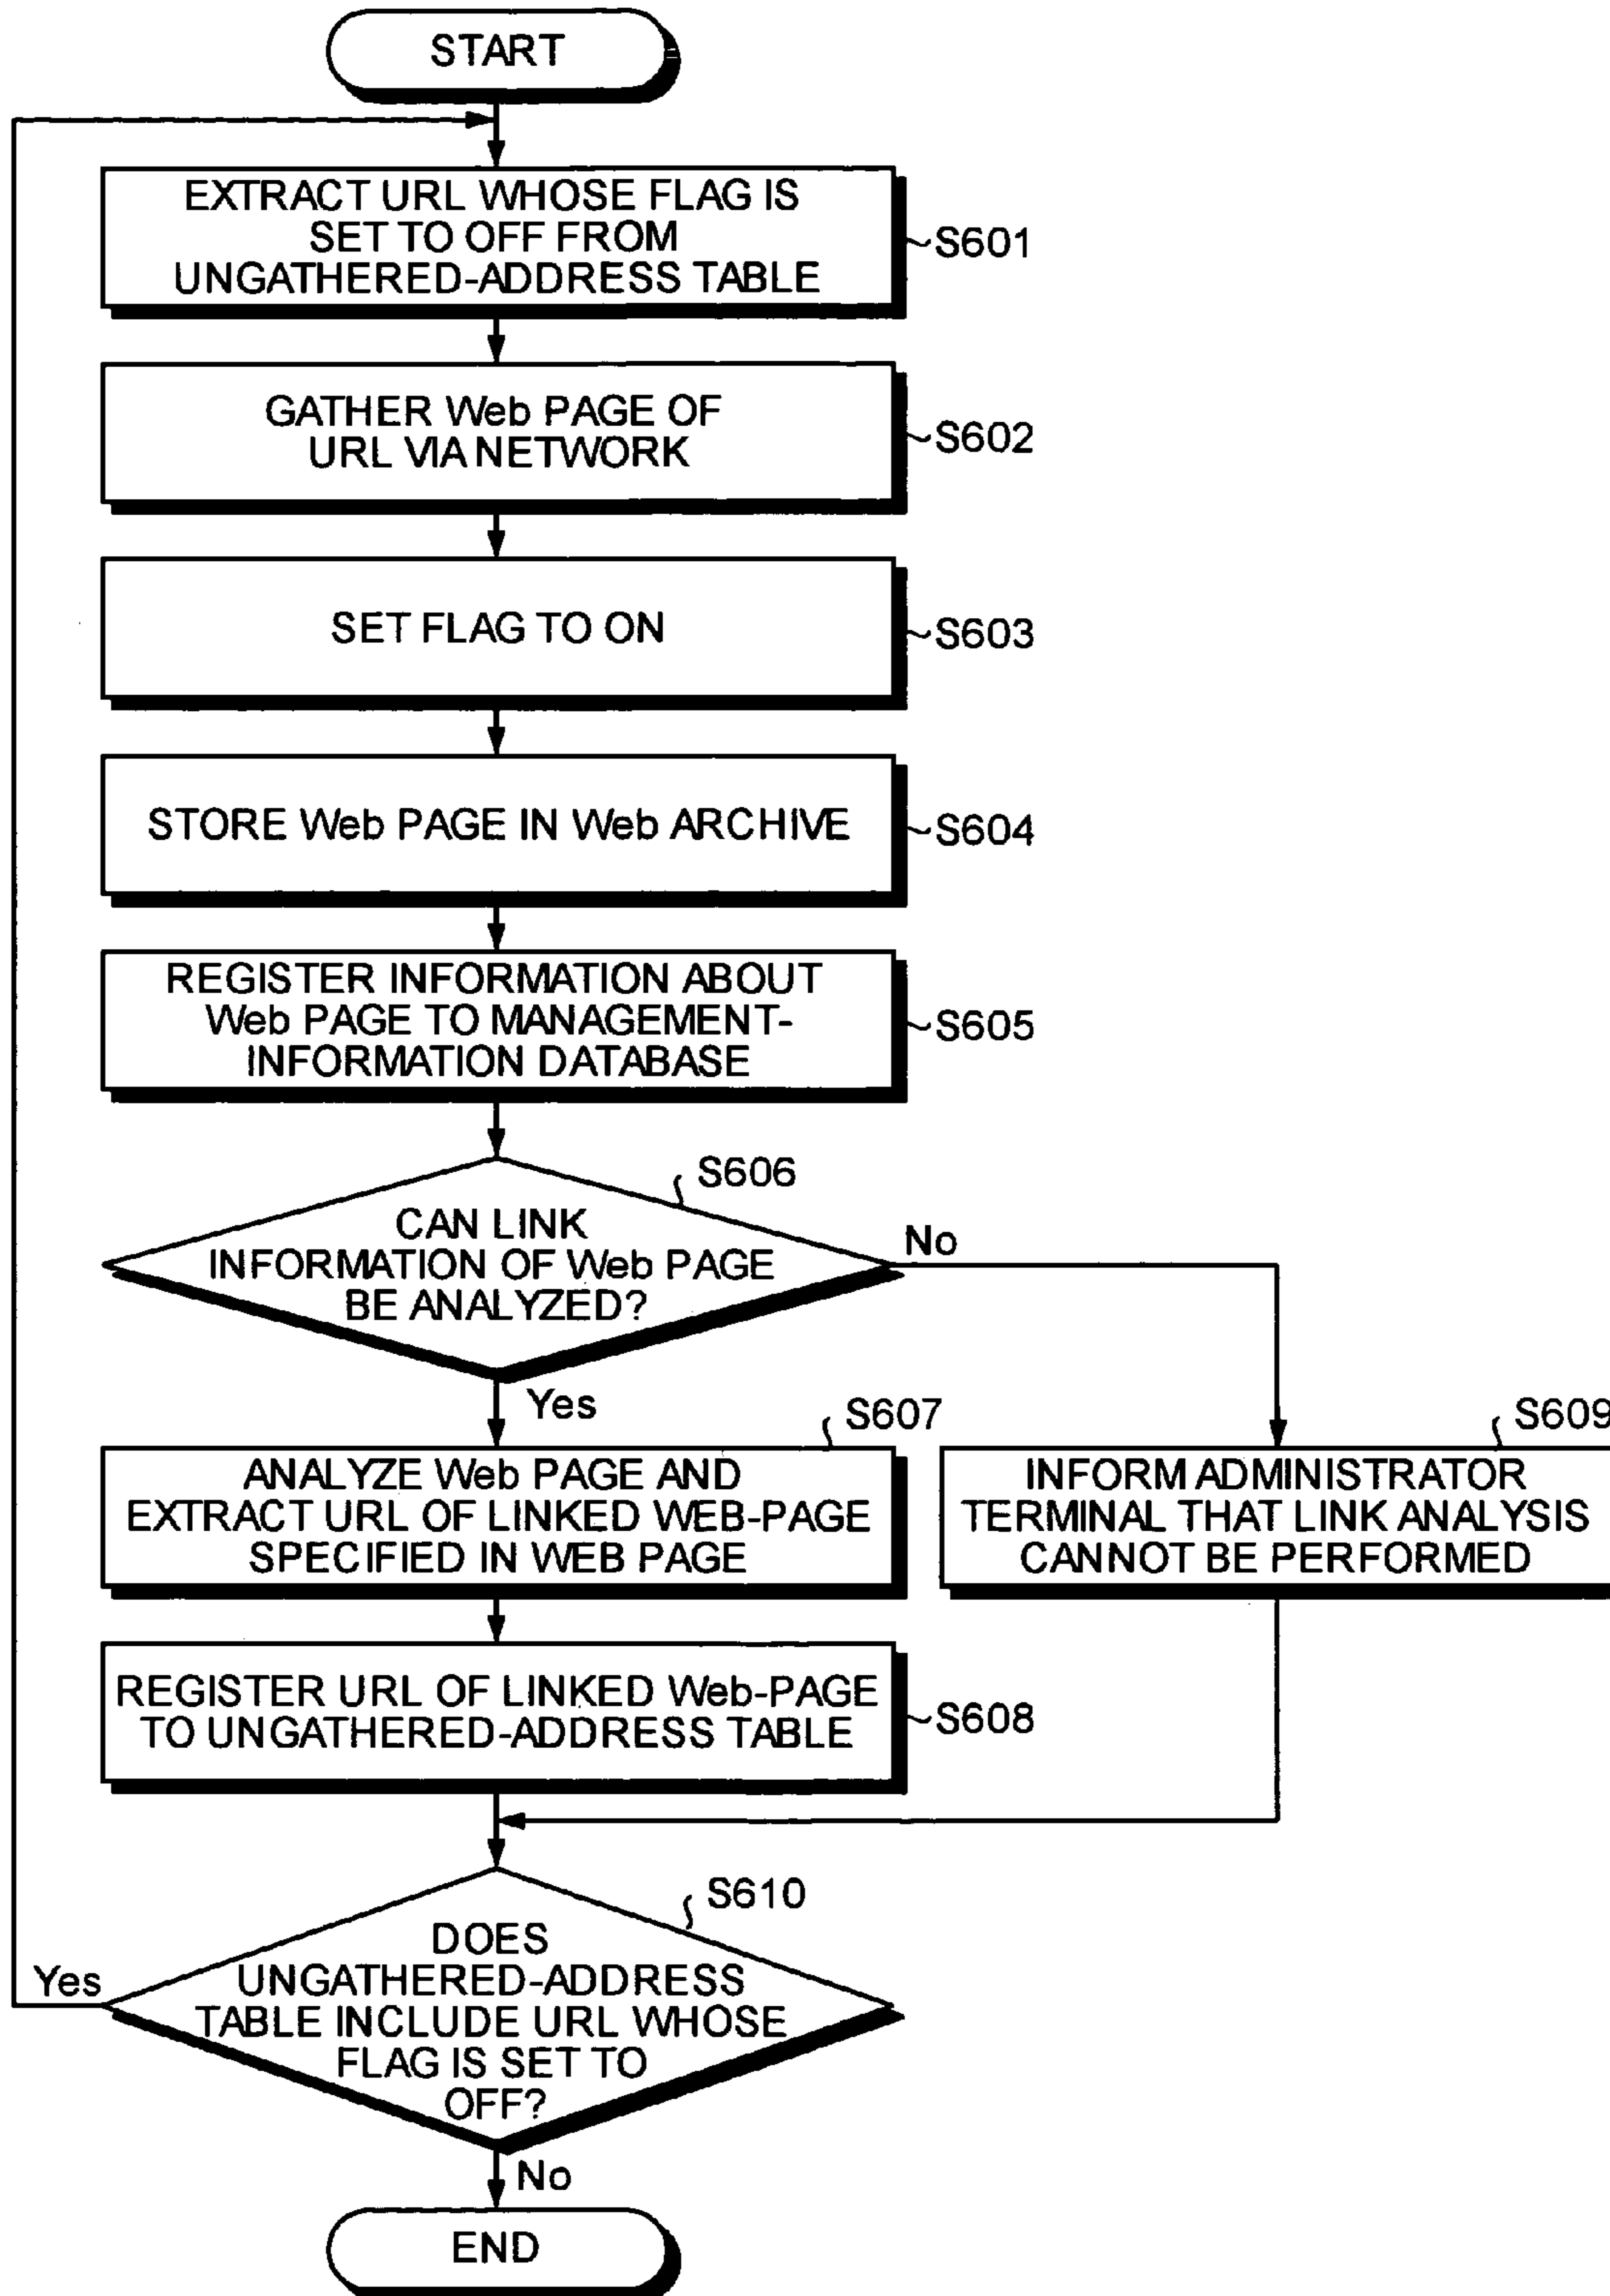 START
EXTRACT URL WHOSE FLAG IS
SET TO OFF FROM
UNGATHERED-ADDRESS TABLE
S601
GATHER Web PAGE OF
URL VIA NETWORK
S602
SET FLAG TO ON
S603
STORE Web PAGE IN Web ARCHIVE
S604
REGISTER INFORMATION ABOUT
Web PAGE TO MANAGEMENT-
INFORMATION DATABASE
S605
S606
CAN LINK
INFORMATION OF Web PAGE
BE ANALYZED?
No
Yes
S607
ANALYZE Web PAGE AND
EXTRACT URL OF LINKED WEB-PAGE
SPECIFIED IN WEB PAGE
S609
INFORM ADMINISTRATOR
TERMINAL THAT LINK ANALYSIS
CANNOT BE PERFORMED
REGISTER URL OF LINKED Web-PAGE
TO UNGATHERED-ADDRESS TABLE
S608
S610
DOES
UNGATHERED-ADDRESS
TABLE INCLUDE URL WHOSE
FLAG IS SET TO
OFF?
Yes
No
END